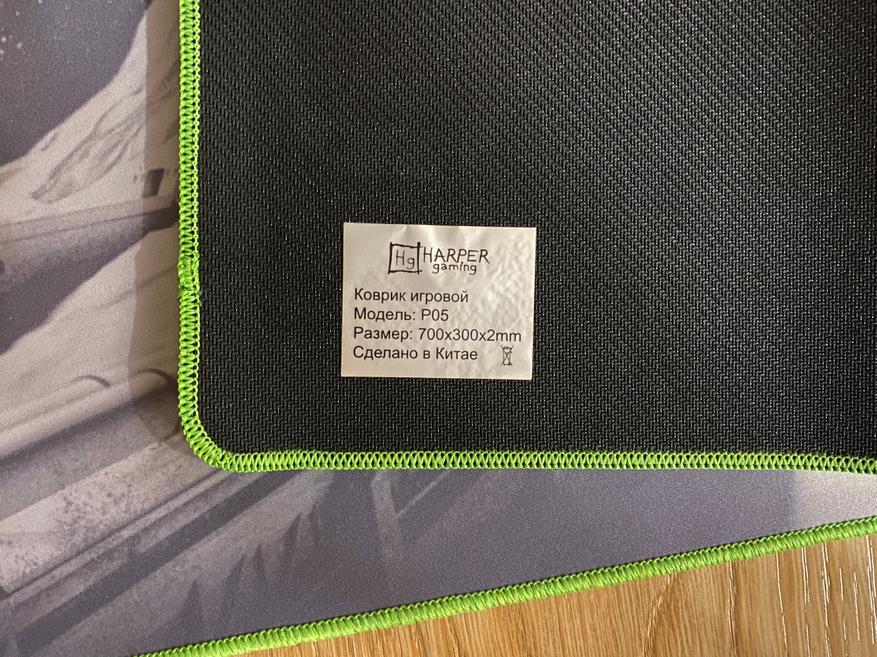 Hg HARPER
gaming
Коврик игровой
Модель: P05
Размер: 700x300x2mm
Сделано в Китае